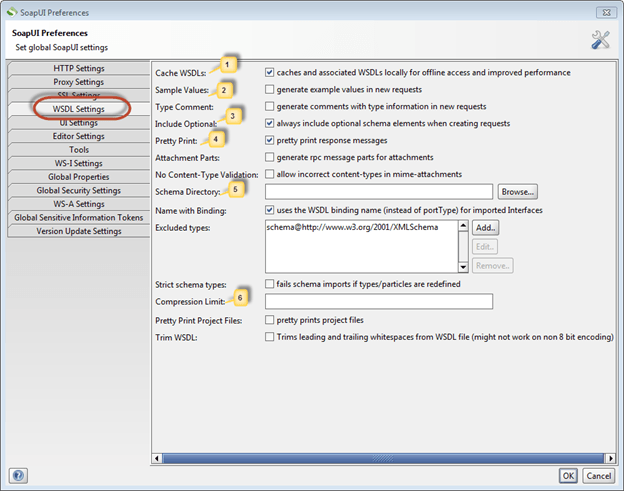 SoapUI Preferences
SoapUI Preferences
Set global SoapUI settings
HTTP Settings
Proxy Settings
SSL Settings
WSDL Settings
UI Settings
Editor Settings
Tools
WS-I Settings
Global Properties
Global Security Settings
WS-A Settings
Global Sensitive Information Tokens
Version Update Settings
Cache WSDLs: 1 caches and associated WSDLs locally for offline access and improved performance
Sample Values: 2 generate example values in new requests
Type Comment: generate comments with type information in new requests
Include Optional: 3 always include optional schema elements when creating requests
Pretty Print: 4 pretty print response messages
Attachment Parts: generate rpc message parts for attachments
No Content-Type Validation: allow incorrect content-types in mime-attachments
Schema Directory: 5 Browse...
Name with Binding: uses the WSDL binding name (instead of portType) for imported Interfaces
Excluded types: schema@http://www.w3.org/2001/XMLSchema Add..
Edit..
Remove..
Strict schema types: fails schema imports if types/particles are redefined
Compression Limit: 6
Pretty Print Project Files: pretty prints project files
Trim WSDL: Trims leading and trailing whitespaces from WSDL file (might not work on non 8 bit encoding)
? OK Cancel